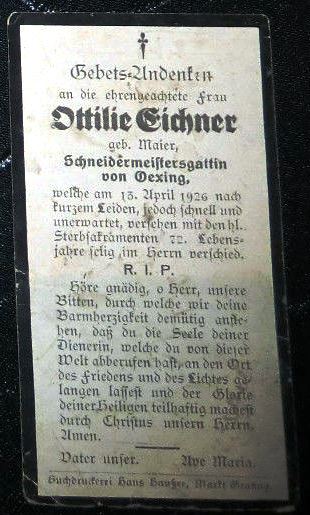 Gebets-Andenken
an die ehrengeachtete Frau
Ottilie Eichner
geb. Maier,
Schneidermeistersgattin
von Oexing,
welche am 13. April 1926 nach
kurzem Leiden, jedoch schnell und
unerwartet, versehen mit den hl.
Sterbsakramenten 72. Lebens-
jahre selig im Herrn verschied.
R. I. P.
Höre gnädig, o Herr, unsere
Bitten, durch welche wir deine
Barmherzigkeit demütig anfle-
hen, daß du die Seele deiner
Dienerin, welche du von dieser
Welt abberufen hast, an den Ort
des Friedens und des Lichtes ge-
langen lassest und der Glorie
deiner Heiligen teilhaftig machest
durch Christus unsern Herrn,
Amen.
Vater unser. Ave Maria.
Buchdruckerei Hans Hauser, Markt